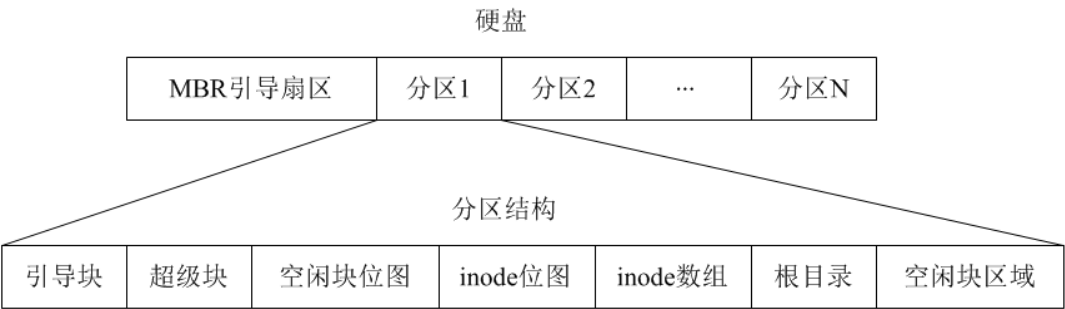 硬盘
MBR引导扇区 分区1 分区2 ... 分区N
分区结构
引导块 超级块 空闲块位图 inode位图 inode数组 根目录 空闲块区域